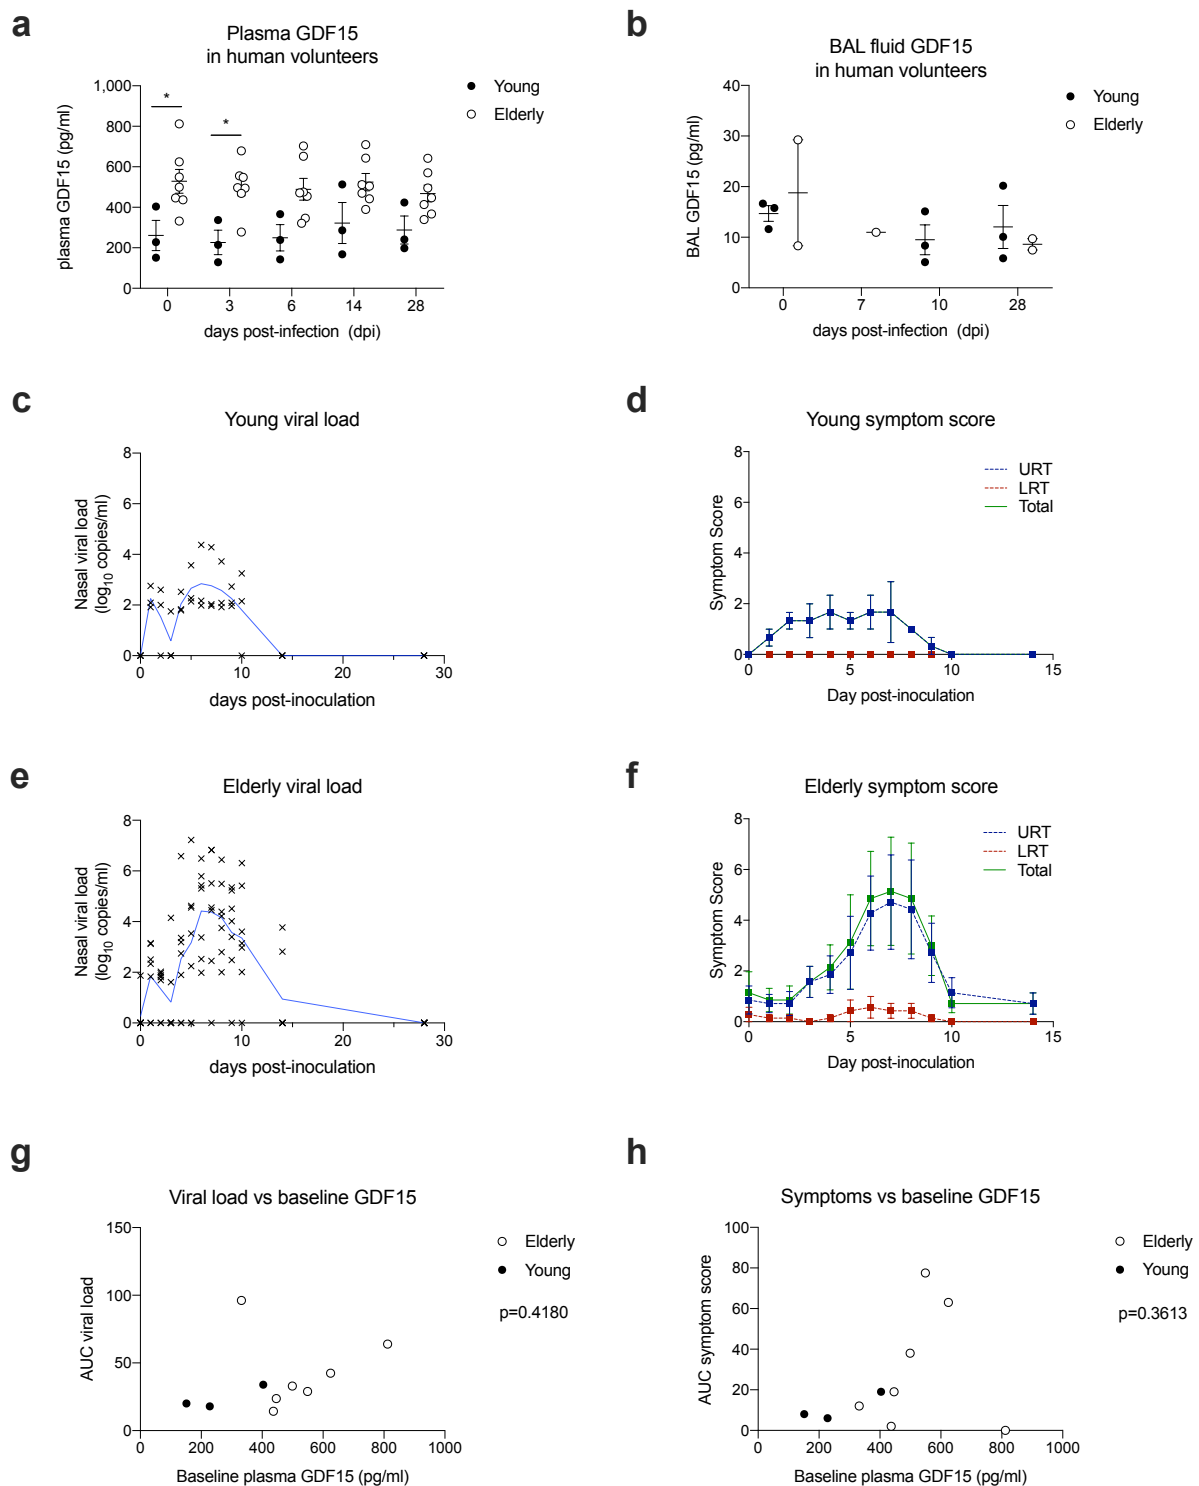 a
Plasma GDF15
in human volunteers
plasma GDF15 (pg/ml)
1,000
800
600
400
200
0
*
*
Young
Elderly
0 3 6 14 28
days post-infection (dpi)
b
BAL fluid GDF15
in human volunteers
BAL GDF15 (pg/ml)
40
30
20
10
0
Young
Elderly
0 7 10 28
days post-infection (dpi)
c
Young viral load
Nasal viral load
(log10 copies/ml)
8
6
4
2
0
0 10 20 30
days post-inoculation
d
Young symptom score
Symptom Score
8
6
4
2
0
URT
LRT
Total
0 5 10 15
Day post-inoculation
e
Elderly viral load
Nasal viral load
(log10 copies/ml)
8
6
4
2
0
0 10 20 30
days post-inoculation
f
Elderly symptom score
Symptom Score
8
6
4
2
0
URT
LRT
Total
0 5 10 15
Day post-inoculation
g
Viral load vs baseline GDF15
AUC viral load
150
100
50
0
Elderly
Young
p=0.4180
0 200 400 600 800 1000
Baseline plasma GDF15 (pg/ml)
h
Symptoms vs baseline GDF15
AUC symptom score
100
80
60
40
20
0
Elderly
Young
p=0.3613
0 200 400 600 800 1000
Baseline plasma GDF15 (pg/ml)